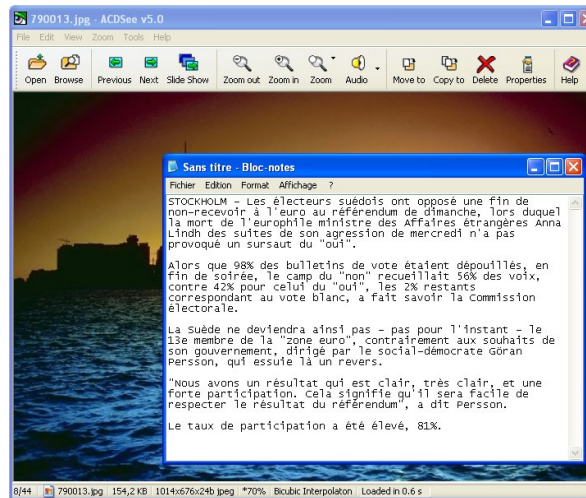 790013.jpg - ACDSee v5.0
File Edit View Zoom Tools Help
Open Browse Previous Next Slide Show Zoom out Zoom in Zoom Audio Move to Copy to Delete Properties Help
Sans titre - Bloc-notes
Fichier Edition Format Affichage ?
STOCKHOLM - Les électeurs suédois ont opposé une fin de
non-recevoir à l'euro au référendum de dimanche, lors duquel
la mort de l'europhile ministre des Affaires étrangères Anna
Lindh des suites de son agression de mercredi n'a pas
provoqué un sursaut du "oui".
Alors que 98% des bulletins de vote étaient dépouillés, en
fin de soirée, le camp du "non" recueillait 56% des voix,
contre 42% pour celui du "oui", les 2% restants
correspondant au vote blanc, a fait savoir la Commission
électorale.
La Suède ne deviendra ainsi pas - pas pour l'instant - le
13e membre de la "zone euro", contrairement aux souhaits de
son gouvernement, dirigé par le social-démocrate Göran
Persson, qui essuie là un revers.
"Nous avons un résultat qui est clair, très clair, et une
forte participation. Cela signifie qu'il sera facile de
respecter le résultat du référendum", a dit Persson.
Le taux de participation a été élevé, 81%.
8/44 790013.jpg 154,2 KB 1014x676x24b jpeg *70% Bicubic Interpolaton Loaded in 0.6 s